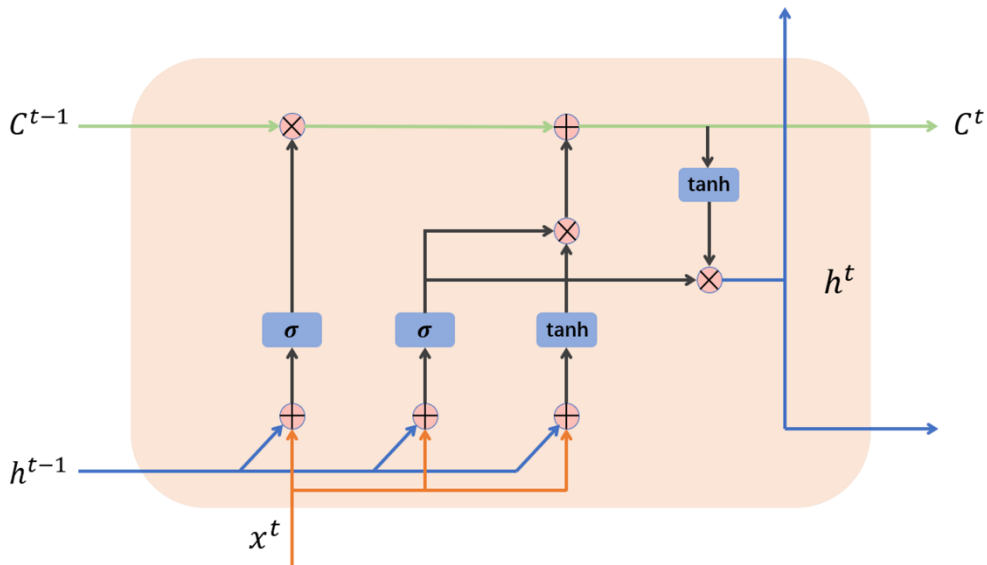 C^{t-1}
C^t
tanh
h^t
σ
σ
tanh
h^{t-1}
x^t